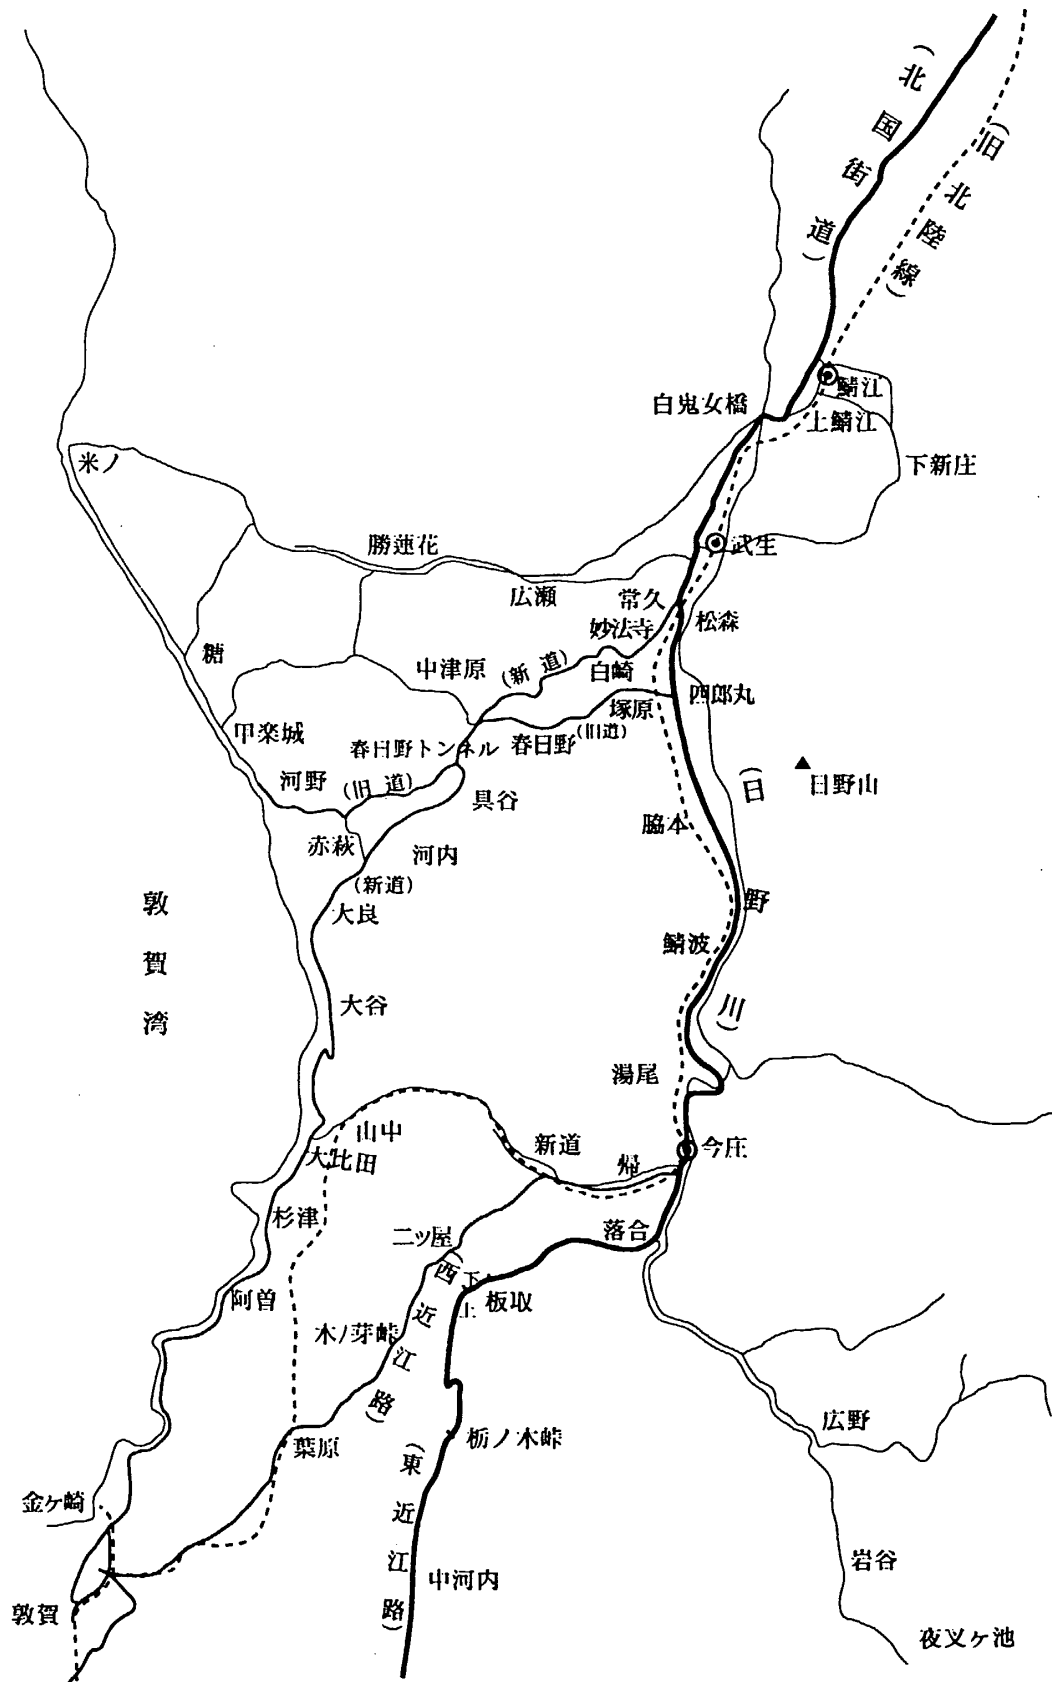 (北国街道)
(旧北陸線)
鯖江
白鬼女橋
上鯖江
米ノ
下新庄
勝蓮花
武生
広瀬
常久
松森
妙法寺
糠
中津原
(新道)
白崎
四郎丸
塚原
甲楽城
春日野トンネル
春日野
(旧道)
河野
(旧道)
日野山
具谷
脇本
赤萩
河内
(新道)
大良
敦賀湾
(日野川)
鯖波
大谷
湯尾
山中
新道
今庄
大比田
帰
杉津
二ッ屋
落合
(西近江路)
下
上
板取
阿曽
木ノ芽峠
葉原
栃ノ木峠
広野
(東近江路)
金ケ崎
中河内
岩谷
敦賀
夜叉ケ池